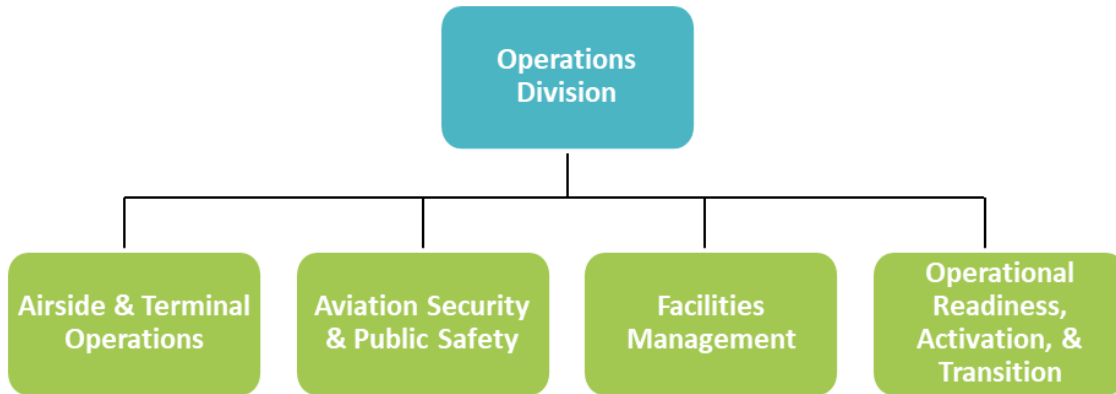 Operations
Division
Airside & Terminal
Operations
Aviation Security
& Public Safety
Facilities
Management
Operational
Readiness,
Activation, &
Transition